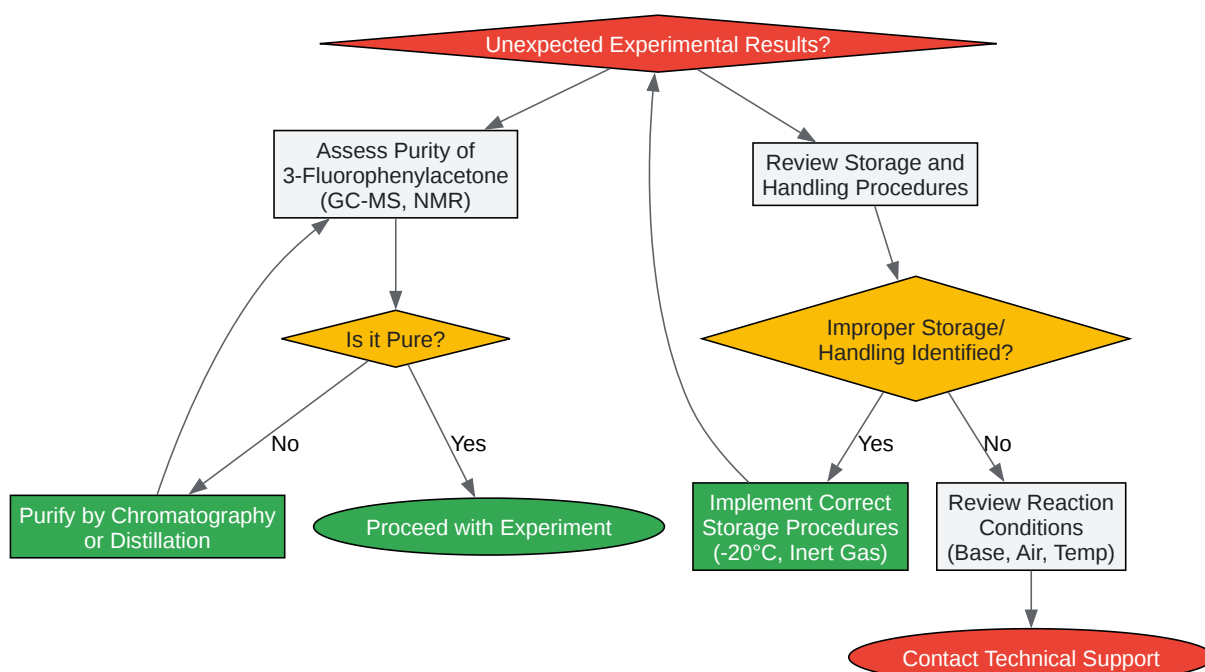 Unexpected Experimental Results?
Assess Purity of
3-Fluorophenylacetone
(GC-MS, NMR)
Review Storage and
Handling Procedures
Is it Pure?
Improper Storage/
Handling Identified?
No
Yes
Yes
No
Purify by Chromatography
or Distillation
Proceed with Experiment
Implement Correct
Storage Procedures
(-20°C, Inert Gas)
Review Reaction
Conditions
(Base, Air, Temp)
Contact Technical Support